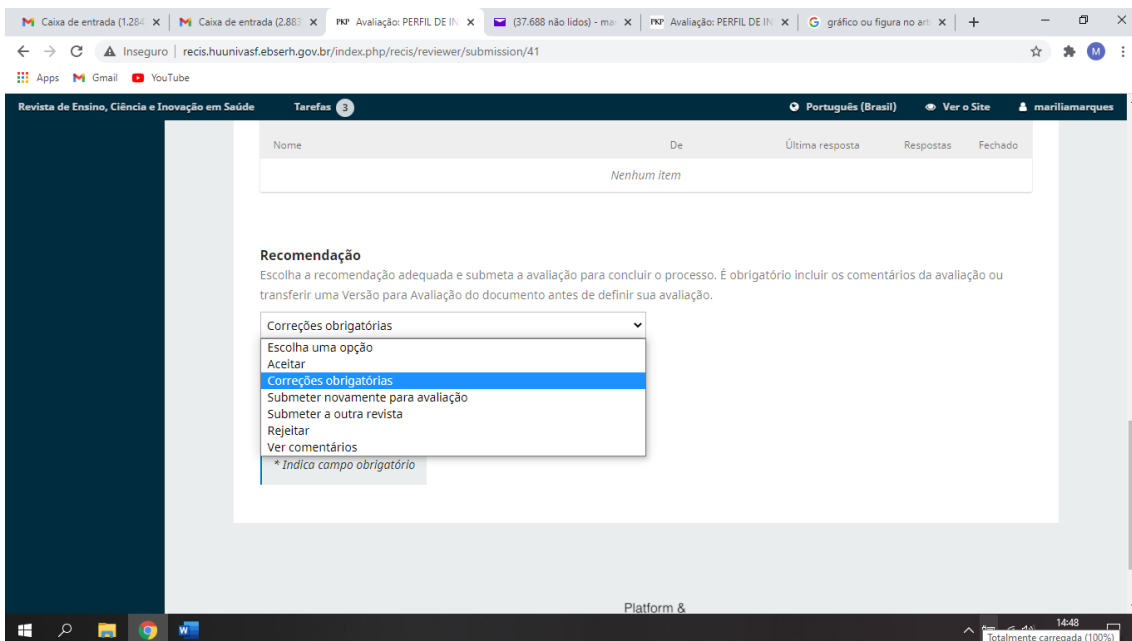 Caixa de entrada (1.284
Caixa de entrada (2.883
PKP Avaliação: PERFIL DE IN
(37.688 não lidos) - ma
PKP Avaliação: PERFIL DE IN
G gráfico ou figura no art
Inseguro | recis.huunivasf.ebserh.gov.br/index.php/recis/reviewer/submission/41
M
Apps Gmail YouTube
Revista de Ensino, Ciência e Inovação em Saúde Tarefas 3 Português (Brasil) Ver o Site mariliamarques
Nome De Última resposta Respostas Fechado
Nenhum item
Recomendação
Escolha a recomendação adequada e submeta a avaliação para concluir o processo. É obrigatório incluir os comentários da avaliação ou
transferir uma Versão para Avaliação do documento antes de definir sua avaliação.
Correções obrigatórias
Escolha uma opção
Aceitar
Correções obrigatórias
Submeter novamente para avaliação
Submeter a outra revista
Rejeitar
Ver comentários
* Indica campo obrigatório
Platform &
14:48
Totalmente carregada (100%)